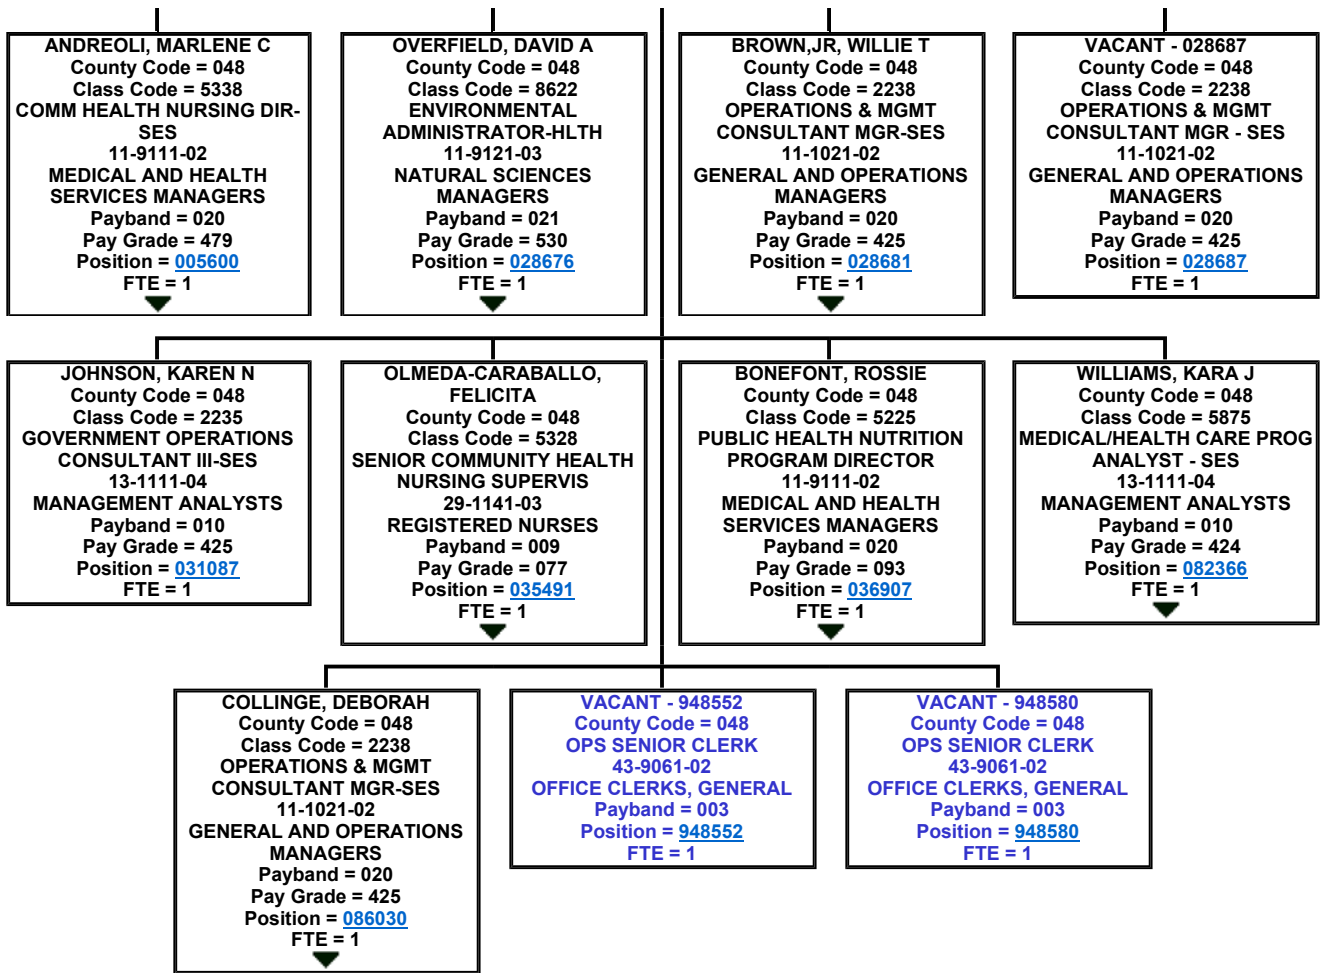 ANDREOLI, MARLENE C
County Code = 048
Class Code = 5338
COMM HEALTH NURSING DIR-
SES
11-9111-02
MEDICAL AND HEALTH
SERVICES MANAGERS
Payband = 020
Pay Grade = 479
Position = 005600
FTE = 1
OVERFIELD, DAVID A
County Code = 048
Class Code = 8622
ENVIRONMENTAL
ADMINISTRATOR-HLTH
11-9121-03
NATURAL SCIENCES
MANAGERS
Payband = 021
Pay Grade = 530
Position = 028676
FTE = 1
BROWN,JR, WILLIE T
County Code = 048
Class Code = 2238
OPERATIONS & MGMT
CONSULTANT MGR-SES
11-1021-02
GENERAL AND OPERATIONS
MANAGERS
Payband = 020
Pay Grade = 425
Position = 028681
FTE = 1
VACANT - 028687
County Code = 048
Class Code = 2238
OPERATIONS & MGMT
CONSULTANT MGR - SES
11-1021-02
GENERAL AND OPERATIONS
MANAGERS
Payband = 020
Pay Grade = 425
Position = 028687
FTE = 1
JOHNSON, KAREN N
County Code = 048
Class Code = 2235
GOVERNMENT OPERATIONS
CONSULTANT III-SES
13-1111-04
MANAGEMENT ANALYSTS
Payband = 010
Pay Grade = 425
Position = 031087
FTE = 1
OLMEDA-CARABALLO,
FELICITA
County Code = 048
Class Code = 5328
SENIOR COMMUNITY HEALTH
NURSING SUPERVIS
29-1141-03
REGISTERED NURSES
Payband = 009
Pay Grade = 077
Position = 035491
FTE = 1
BONEFONT, ROSSIE
County Code = 048
Class Code = 5225
PUBLIC HEALTH NUTRITION
PROGRAM DIRECTOR
11-9111-02
MEDICAL AND HEALTH
SERVICES MANAGERS
Payband = 020
Pay Grade = 093
Position = 036907
FTE = 1
WILLIAMS, KARA J
County Code = 048
Class Code = 5875
MEDICAL/HEALTH CARE PROG
ANALYST - SES
13-1111-04
MANAGEMENT ANALYSTS
Payband = 010
Pay Grade = 424
Position = 082366
FTE = 1
COLLINGE, DEBORAH
County Code = 048
Class Code = 2238
OPERATIONS & MGMT
CONSULTANT MGR-SES
11-1021-02
GENERAL AND OPERATIONS
MANAGERS
Payband = 020
Pay Grade = 425
Position = 086030
FTE = 1
VACANT - 948552
County Code = 048
OPS SENIOR CLERK
43-9061-02
OFFICE CLERKS, GENERAL
Payband = 003
Position = 948552
FTE = 1
VACANT - 948580
County Code = 048
OPS SENIOR CLERK
43-9061-02
OFFICE CLERKS, GENERAL
Payband = 003
Position = 948580
FTE = 1